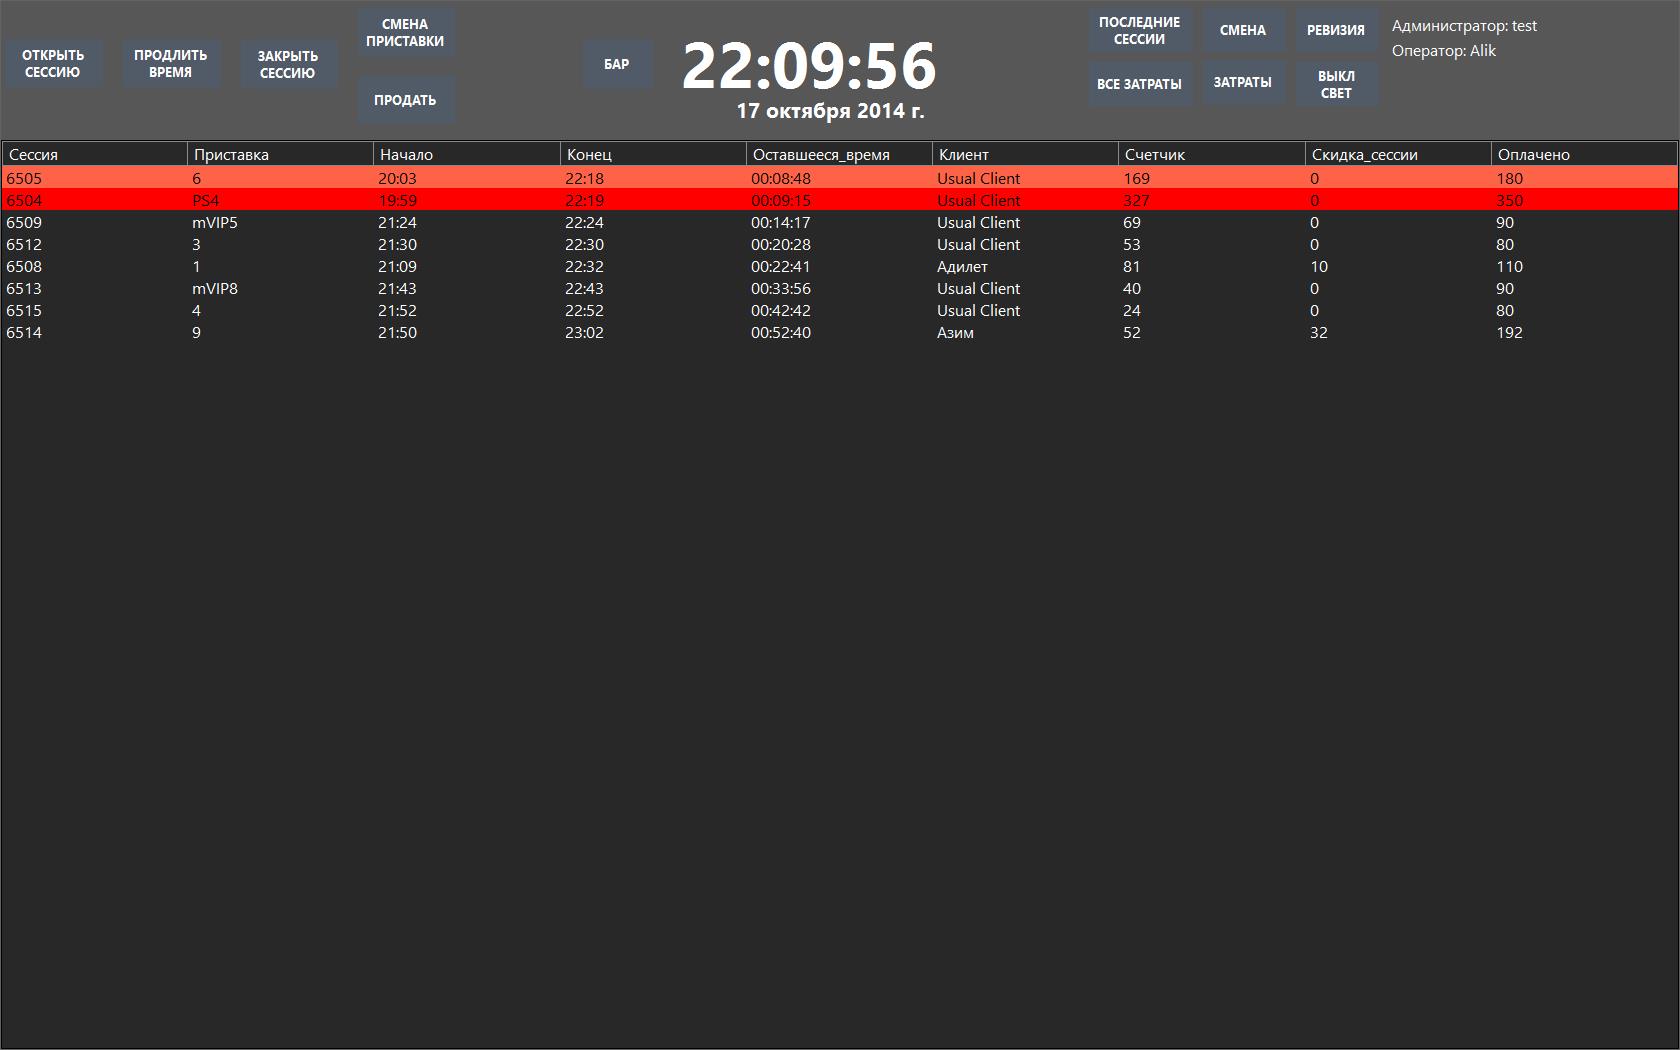 ОТКРЫТЬ
СЕССИЮ
ПРОДЛИТЬ
ВРЕМЯ
ЗАКРЫТЬ
СЕССИЮ
СМЕНА
ПРИСТАВКИ
ПРОДАТЬ
БАР
22:09:56
17 октября 2014 г.
ПОСЛЕДНИЕ
СЕССИИ
СМЕНА
РЕВИЗИЯ
ВСЕ ЗАТРАТЫ
ЗАТРАТЫ
ВЫКЛ
СВЕТ
Администратор: test
Оператор: Alik
Сессия Приставка Начало Конец Оставшееся_время Клиент Счетчик Скидка_сессии Оплачено
6505 6 20:03 22:18 00:08:48 Usual Client 169 0 180
6504 PS4 19:59 22:19 00:09:15 Usual Client 327 0 350
6509 mVIP5 21:24 22:24 00:14:17 Usual Client 69 0 90
6512 3 21:30 22:30 00:20:28 Usual Client 53 0 80
6508 1 21:09 22:32 00:22:41 Адилет 81 10 110
6513 mVIP8 21:43 22:43 00:33:56 Usual Client 40 0 90
6515 4 21:52 22:52 00:42:42 Usual Client 24 0 80
6514 9 21:50 23:02 00:52:40 Азим 52 32 192